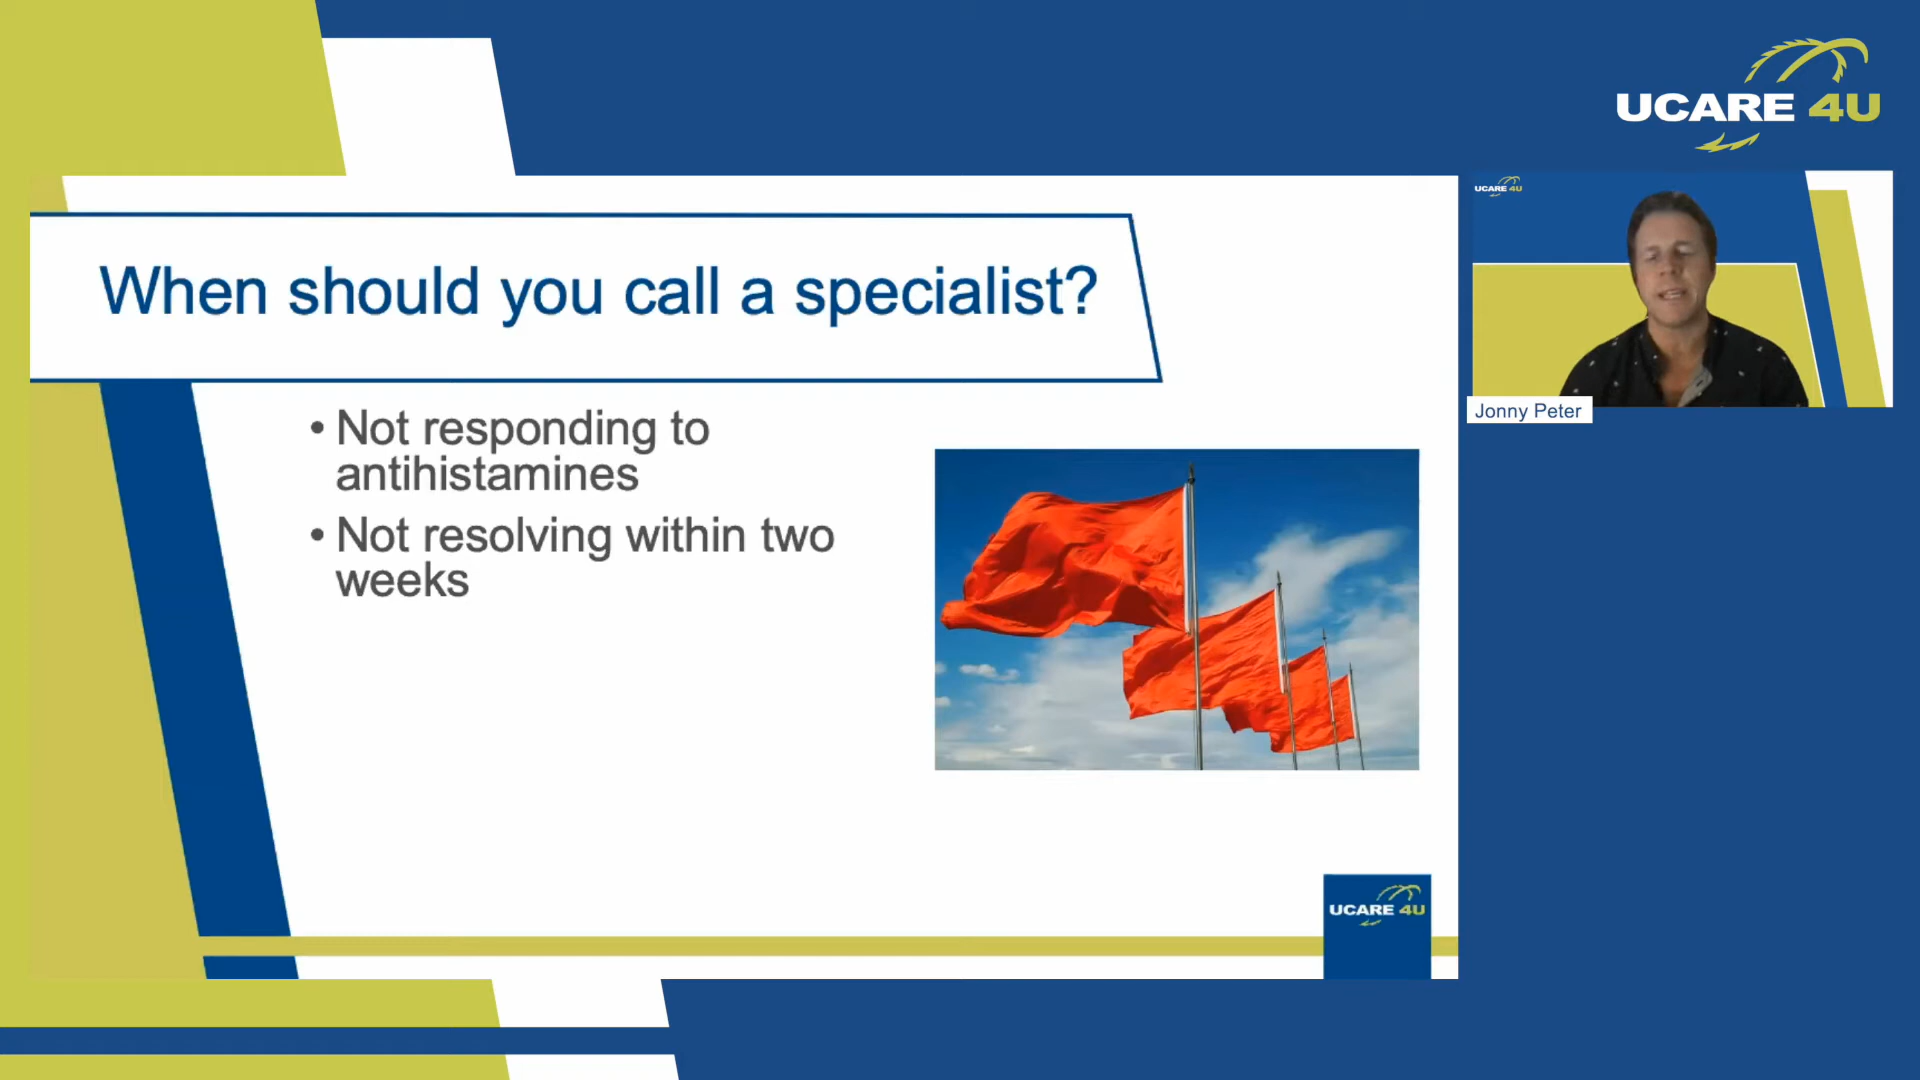 UCARE 4U
UCARE 4U
When should you call a specialist?
Jonny Peter
• Not responding to
antihistamines
• Not resolving within two
weeks
UCARE 4U